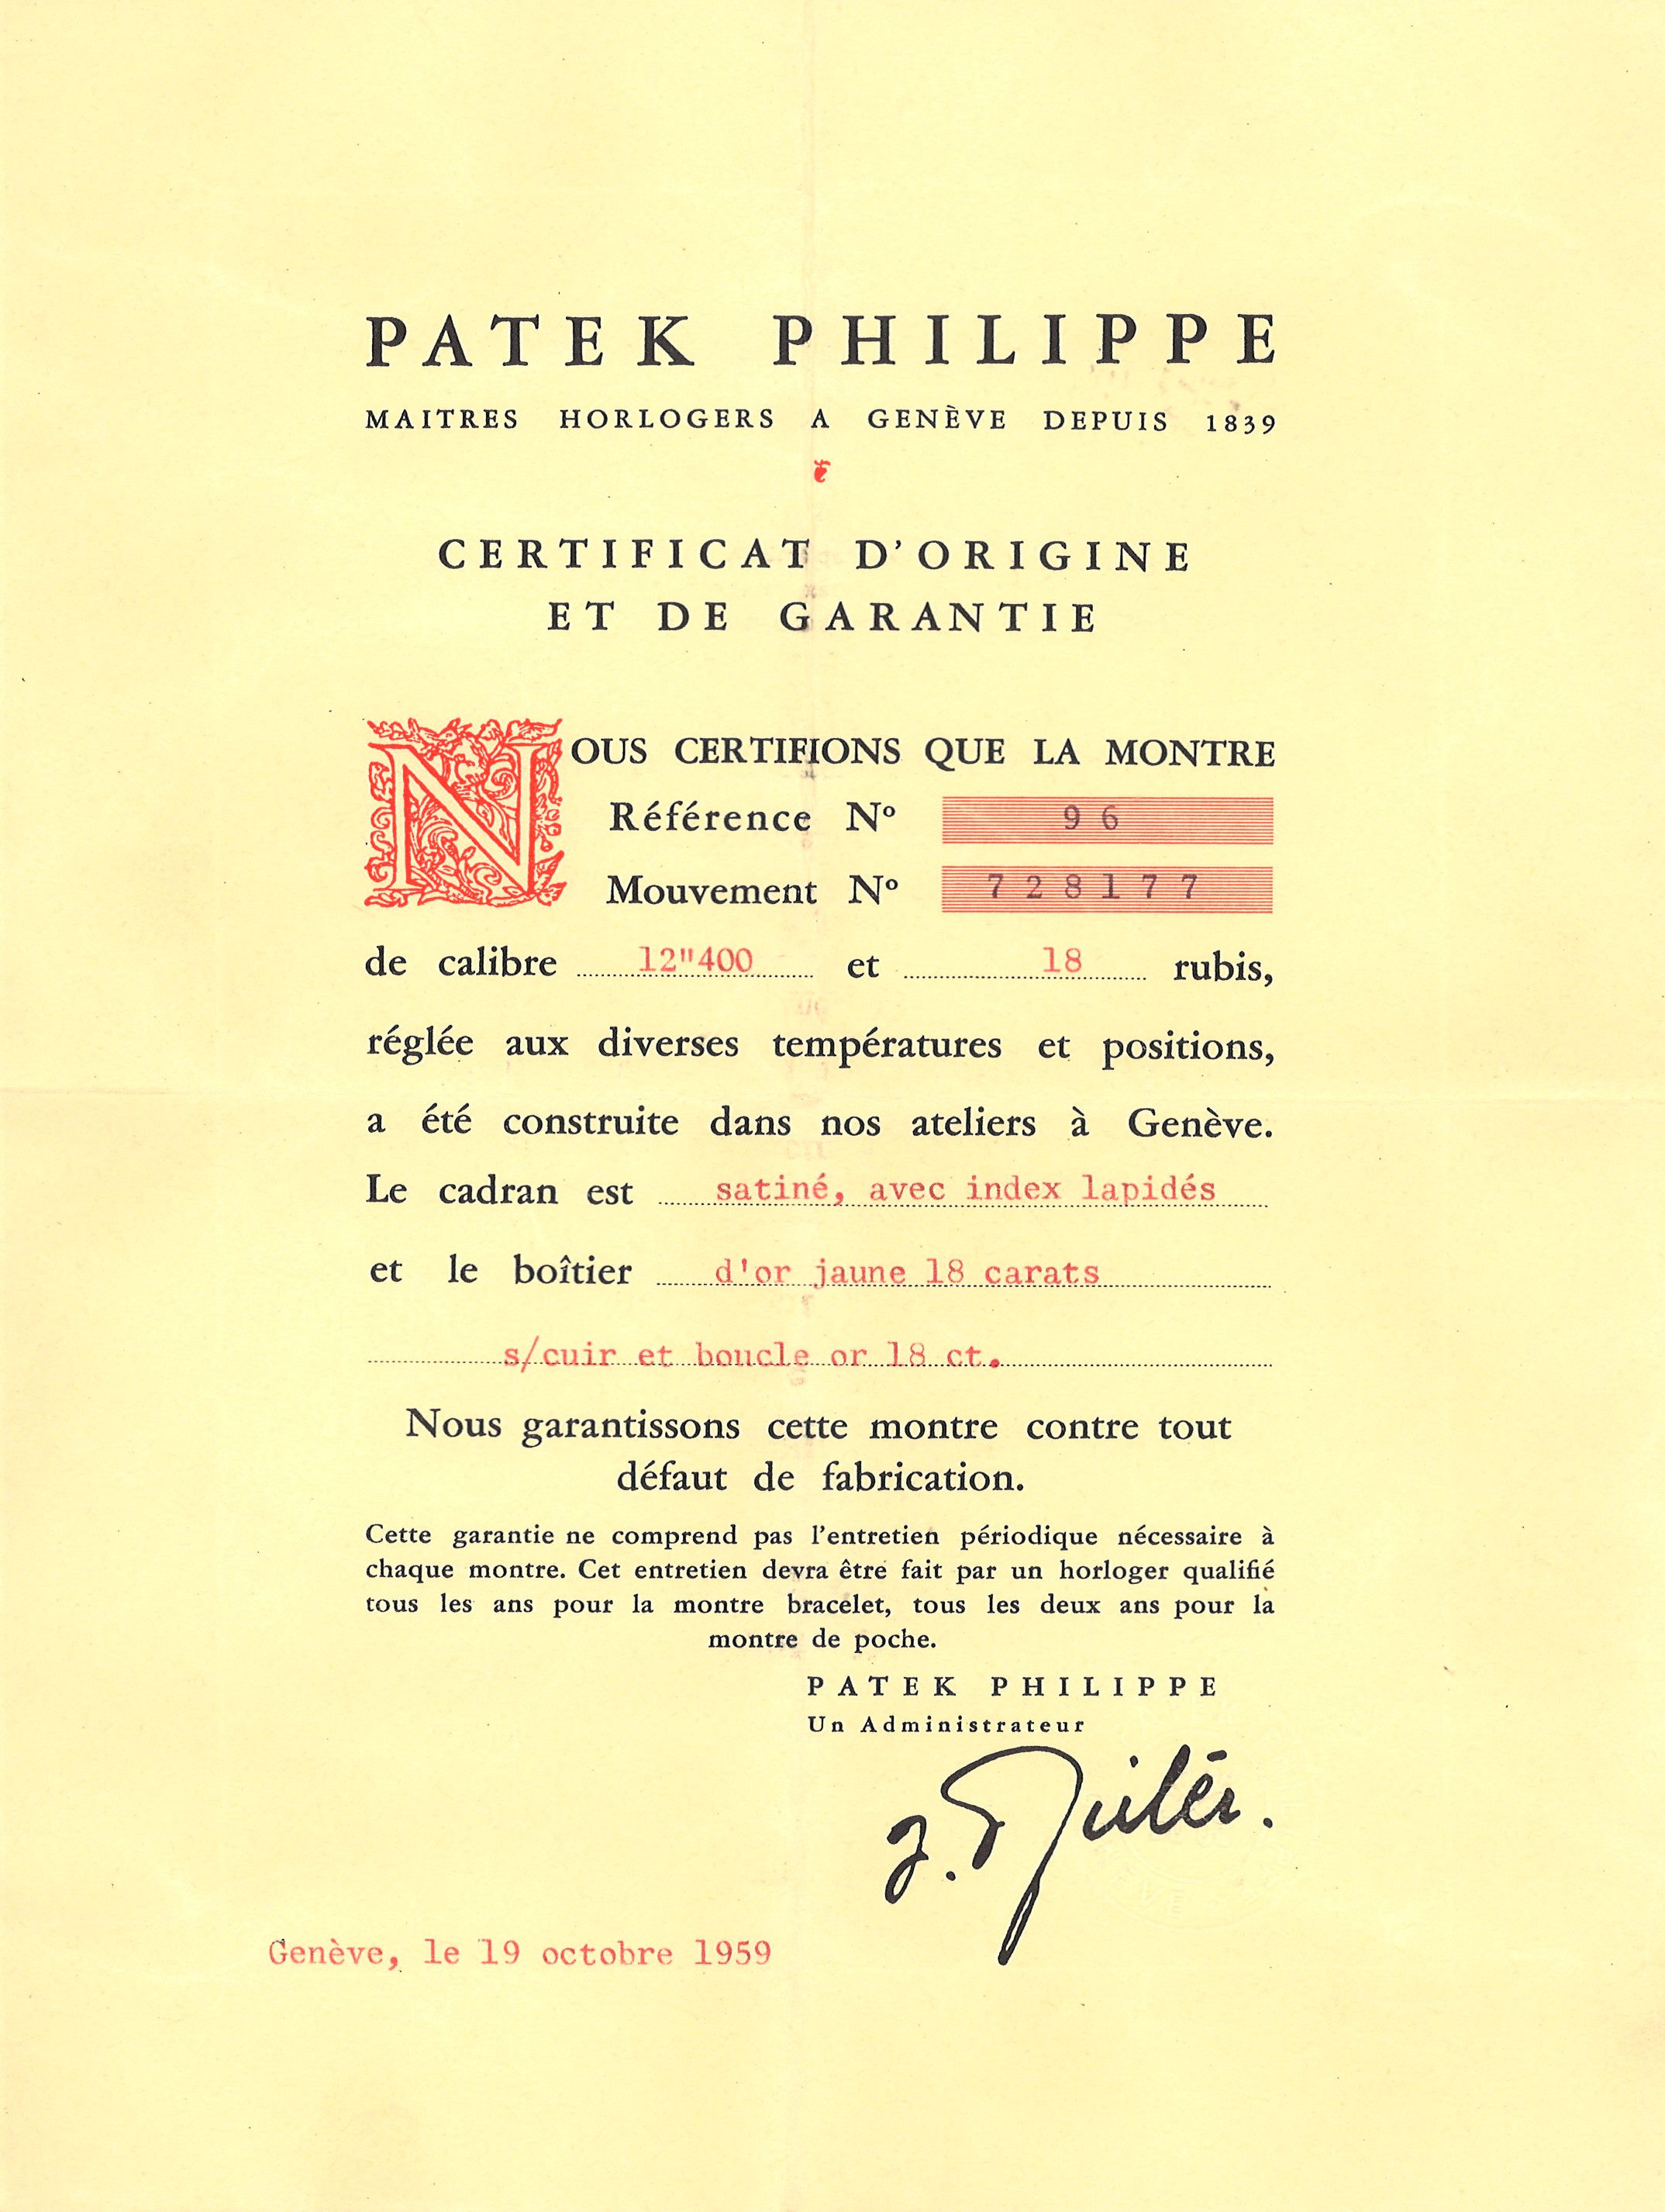 PATEK PHILIPPE
MAITRES HORLOGERS A GENÈVE DEPUIS 1839
CERTIFICAT D'ORIGINE
ET DE GARANTIE
NOUS CERTIFIONS QUE LA MONTRE
Référence Nº 96
Mouvement Nº 728177
de calibre 12"400 et 18 rubis,
réglée aux diverses températures et positions,
a été construite dans nos ateliers à Genève.
Le cadran est satiné, avec index lapidés
et le boîtier d'or jaune 18 carats
s/cuir et boucle or 18 ct.
Nous garantissons cette montre contre tout
défaut de fabrication.
Cette garantie ne comprend pas l'entretien périodique nécessaire à
chaque montre. Cet entretien devra être fait par un horloger qualifié
tous les ans pour la montre bracelet, tous les deux ans pour la
montre de poche.
PATEK PHILIPPE
Un Administrateur
Genève, le 19 octobre 1959